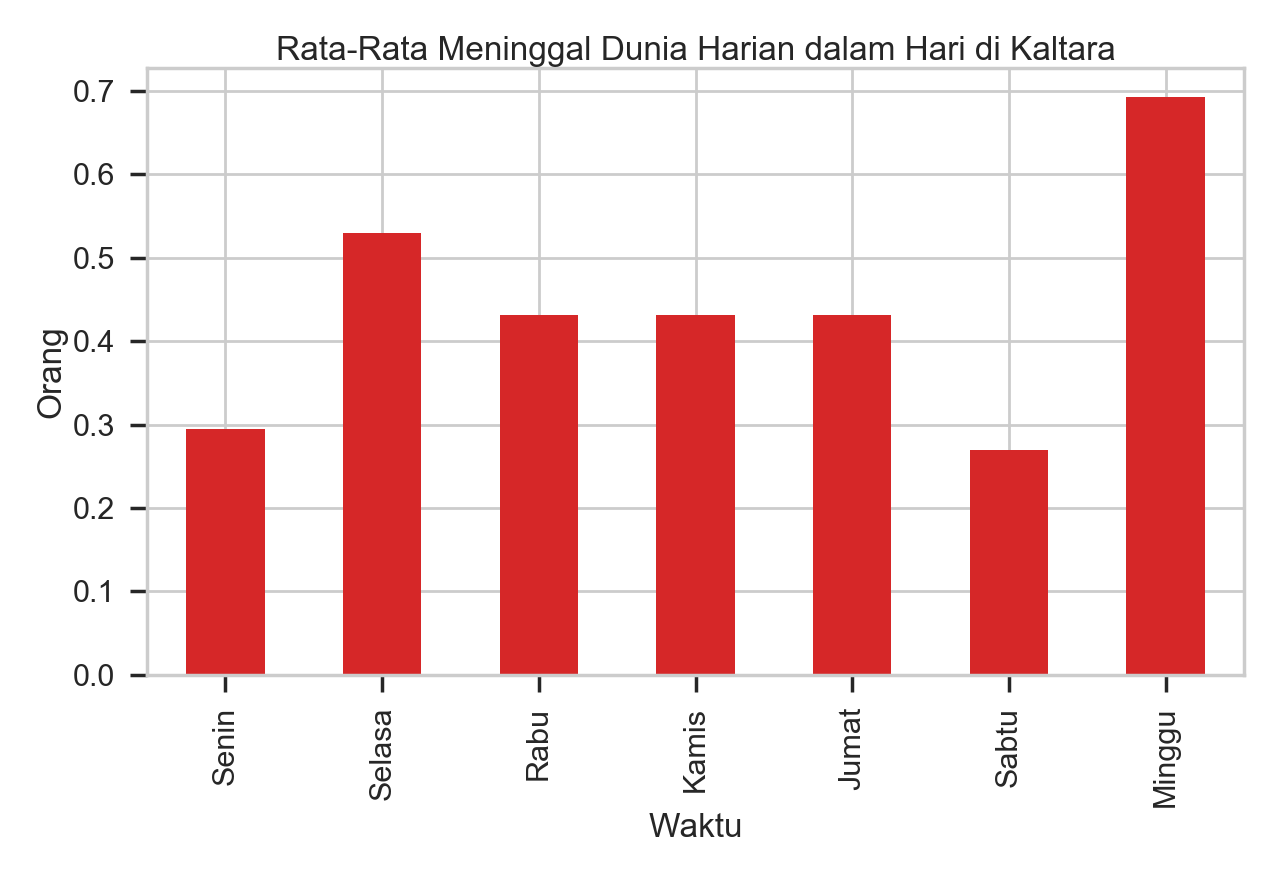 Rata-Rata Meninggal Dunia Harian dalam Hari di Kaltara
0.7
0.6
0.5
0.4
0.3
0.2
0.1
0.0
Orang
Senin
Selasa
Rabu
Kamis
Jumat
Sabtu
Minggu
Waktu